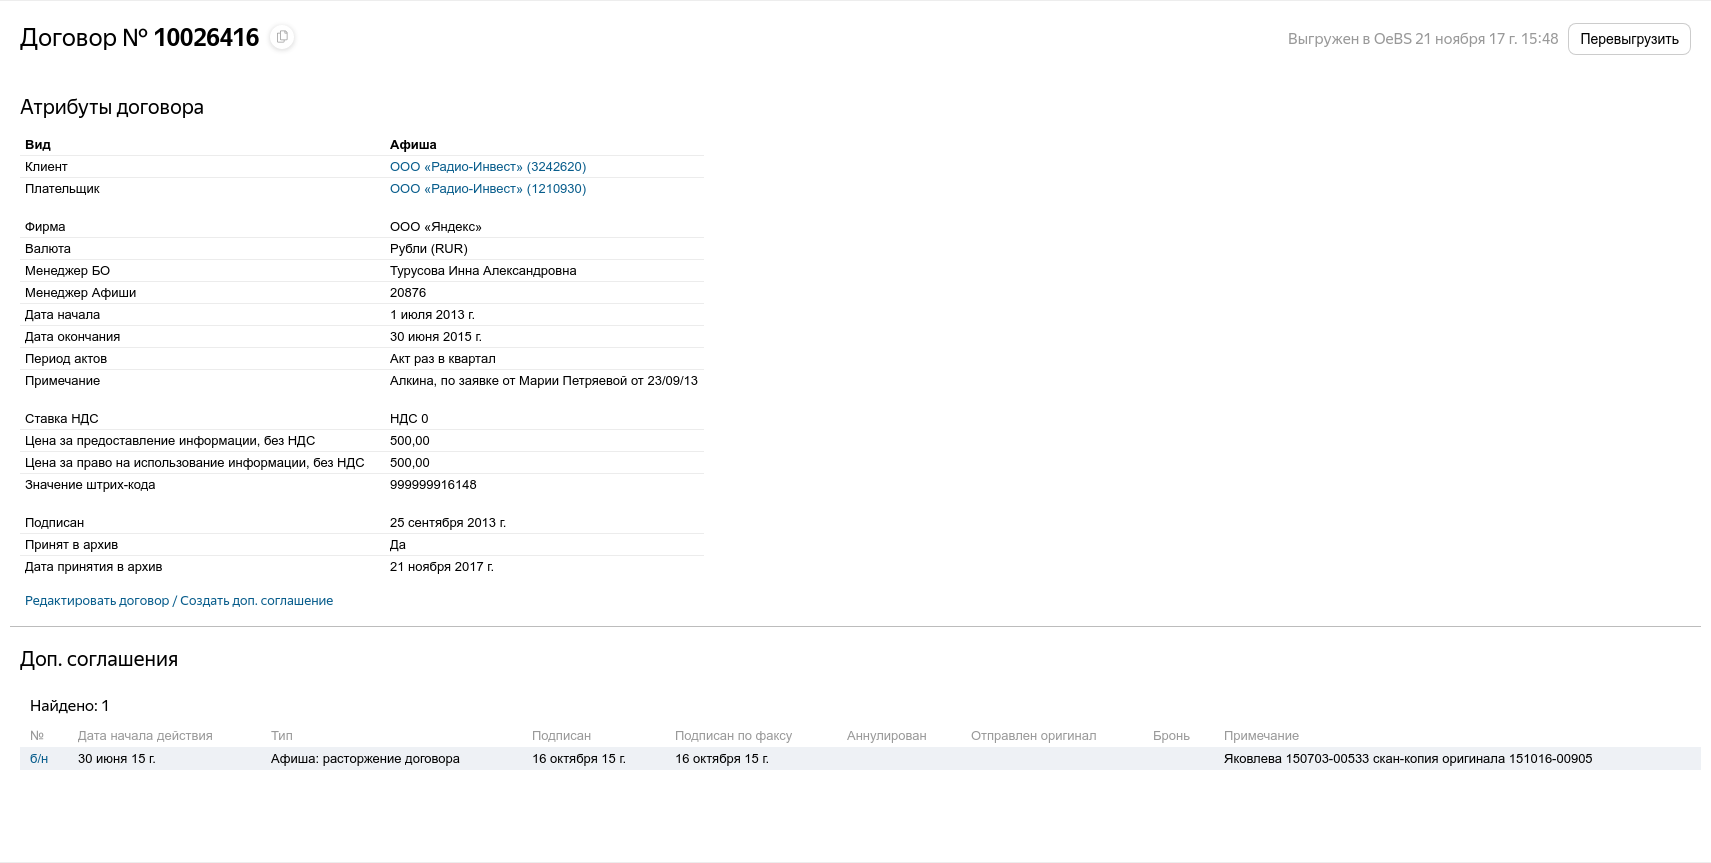 Договор № 10026416
Выгружен в OeBS 21 ноября 17 г. 15:48 Перевыгрузить
Атрибуты договора
Вид Афиша
Клиент ООО «Радио-Инвест» (3242620)
Плательщик ООО «Радио-Инвест» (1210930)
Фирма ООО «Яндекс»
Валюта Рубли (RUR)
Менеджер БО Турусова Инна Александровна
Менеджер Афиши 20876
Дата начала 1 июля 2013 г.
Дата окончания 30 июня 2015 г.
Период актов Акт раз в квартал
Примечание Алкина, по заявке от Марии Петряевой от 23/09/13
Ставка НДС НДС 0
Цена за предоставление информации, без НДС 500,00
Цена за право на использование информации, без НДС 500,00
Значение штрих-кода 999999916148
Подписан 25 сентября 2013 г.
Принят в архив Да
Дата принятия в архив 21 ноября 2017 г.
Редактировать договор / Создать доп. соглашение
Доп. соглашения
Найдено: 1
№ Дата начала действия Тип Подписан Подписан по факсу Аннулирован Отправлен оригинал Бронь Примечание
б/н 30 июня 15 г. Афиша: расторжение договора 16 октября 15 г. 16 октября 15 г. Яковлева 150703-00533 скан-копия оригинала 151016-00905